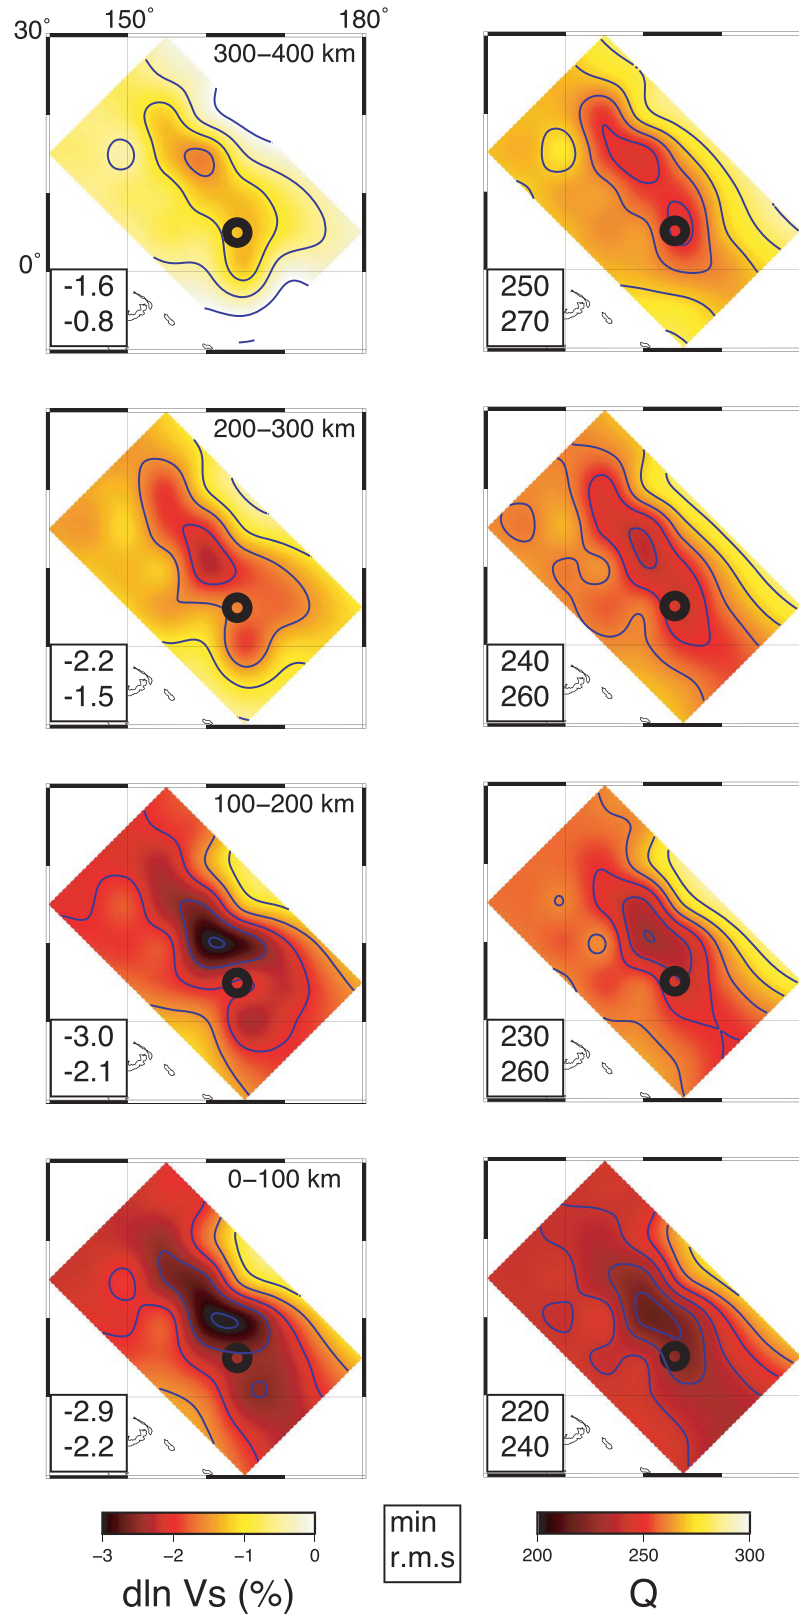 150° 180°
30°
300–400 km
0°
-1.6
-0.8
250
270
200–300 km
-2.2
-1.5
240
260
100–200 km
-3.0
-2.1
230
260
0–100 km
-2.9
-2.2
220
240
min
r.m.s
−3 −2 −1 0
dln Vs (%)
200 250 300
Q